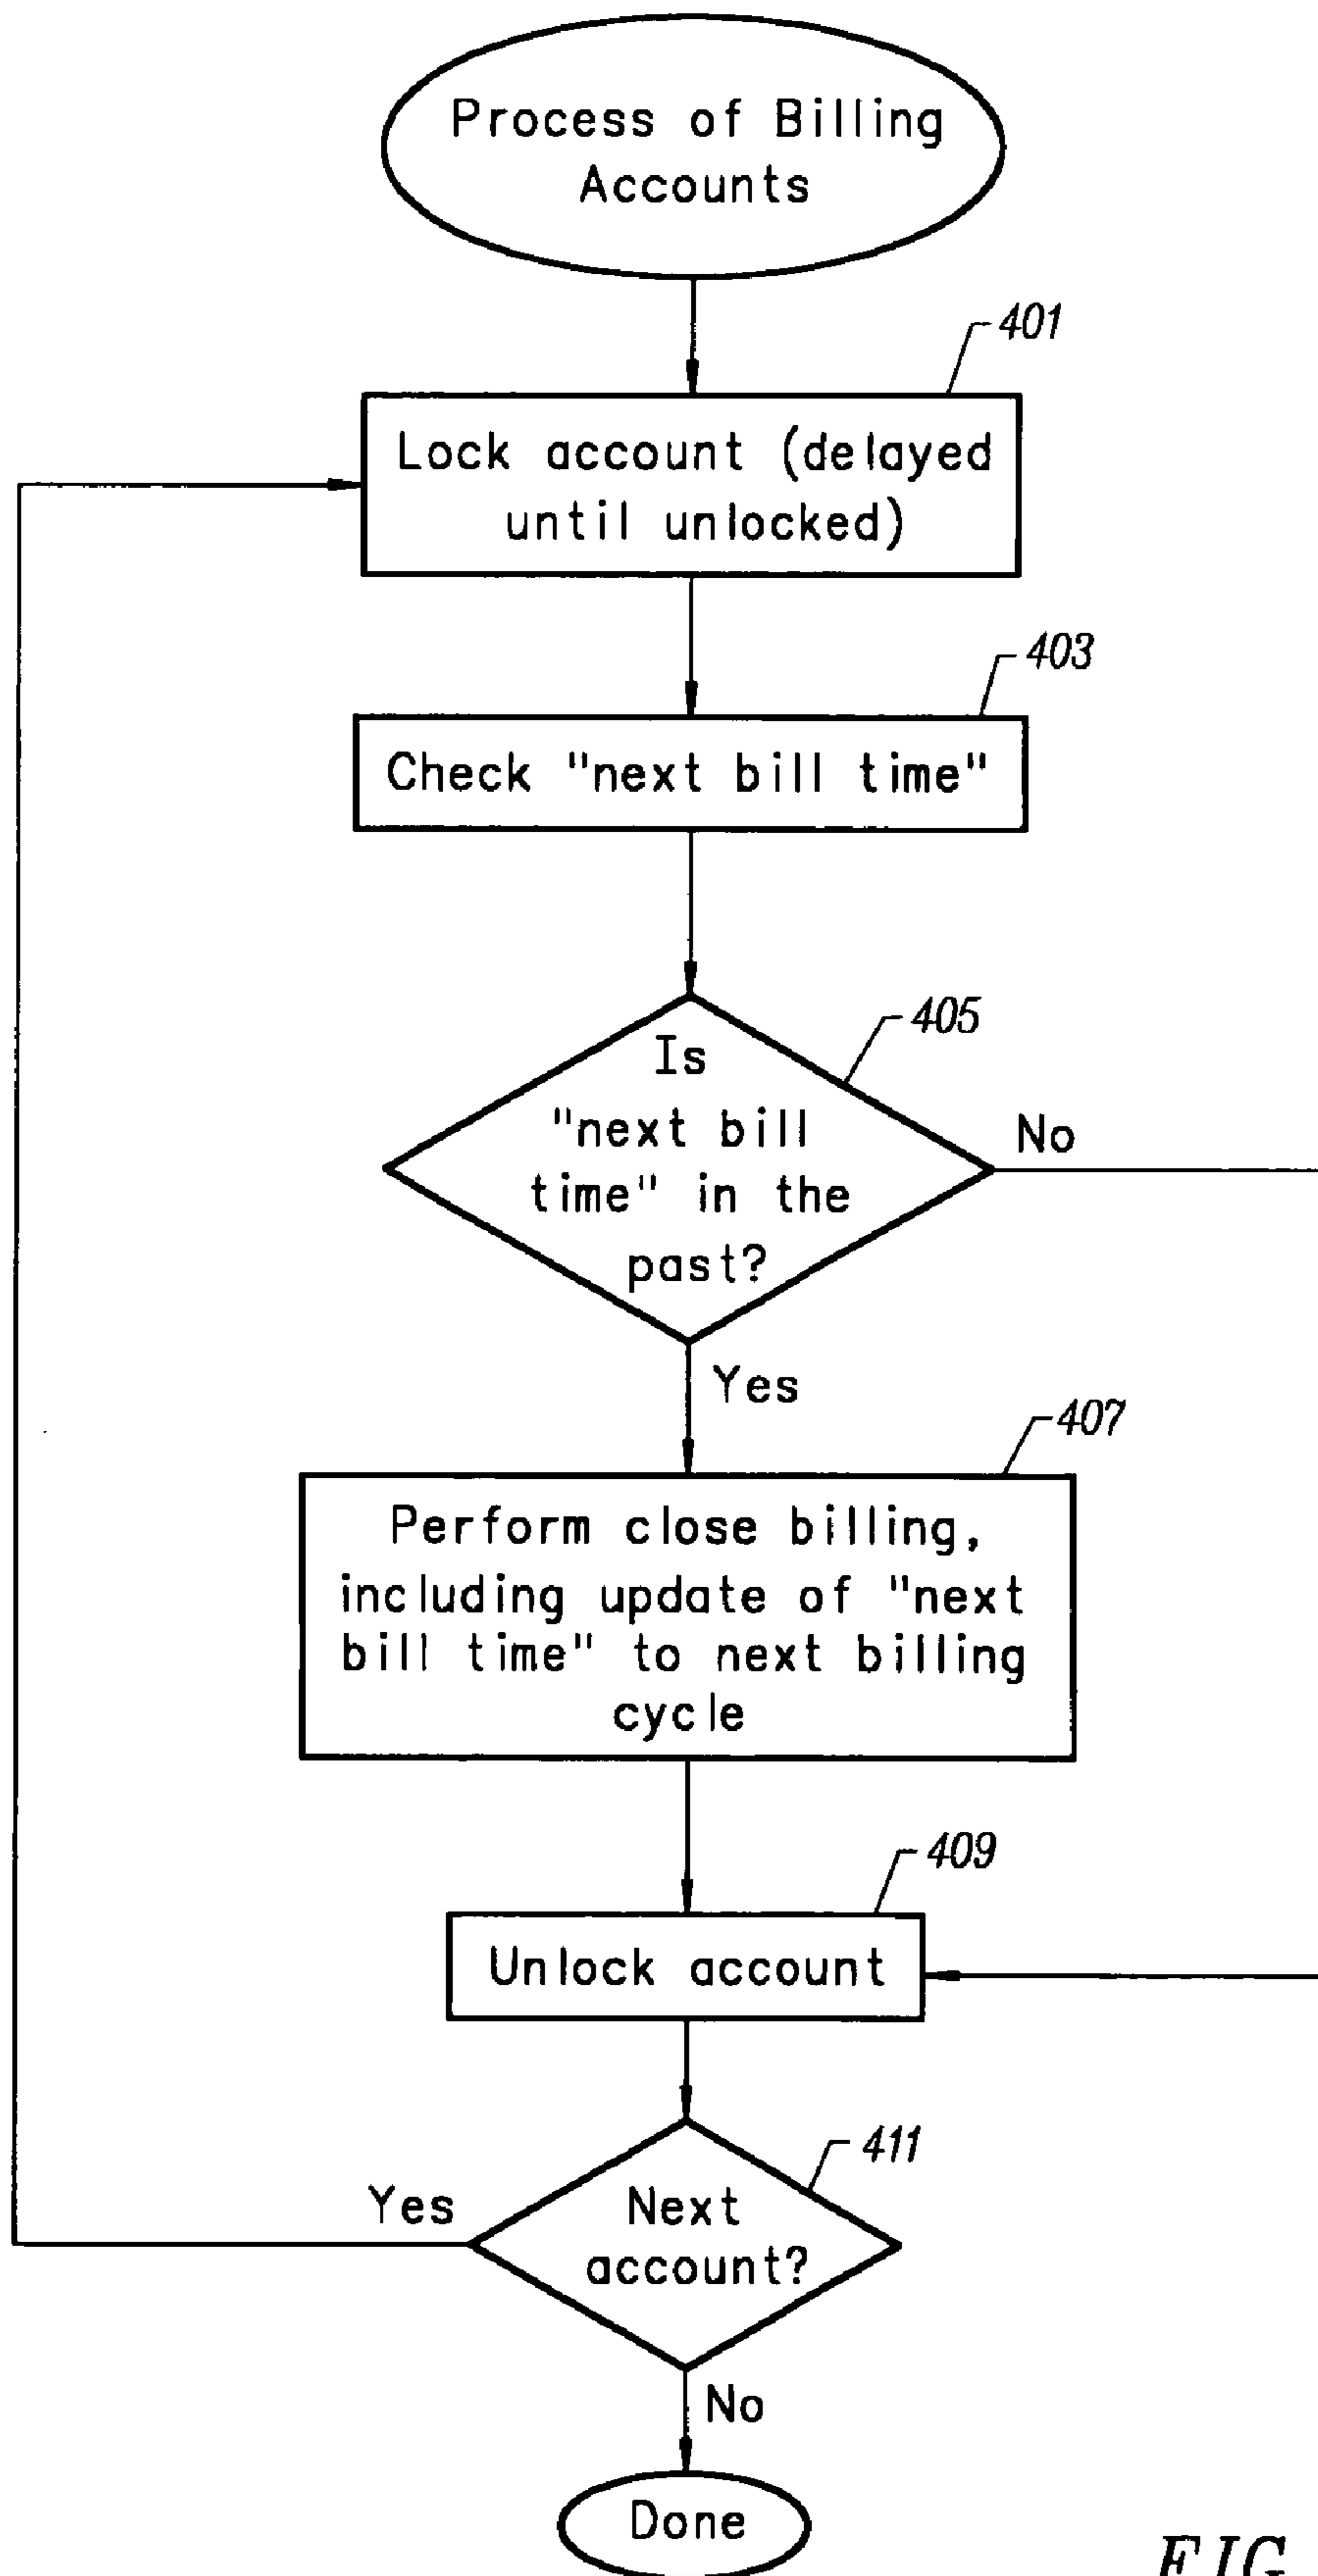 Process of Billing
Accounts
401
Lock account (delayed
until unlocked)
403
Check "next bill time"
405
Is
"next bill
time" in the
past?
No
Yes
407
Perform close billing,
including update of "next
bill time" to next billing
cycle
409
Unlock account
411
Yes
Next
account?
No
Done
FIG